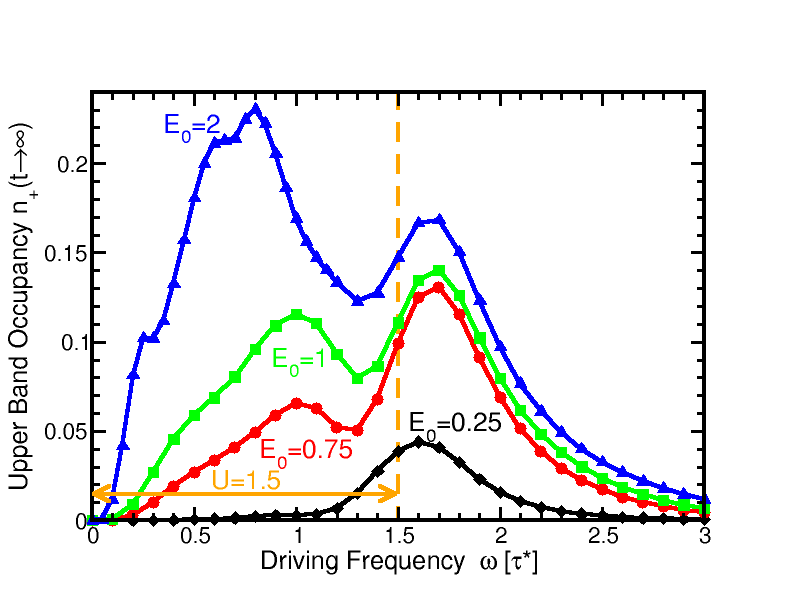 Upper Band Occupancy n₊(t→∞)
0.2
0.15
0.1
0.05
0
E₀=2
E₀=1
E₀=0.75
E₀=0.25
U=1.5
0 0.5 1 1.5 2 2.5 3
Driving Frequency ω [τ*]